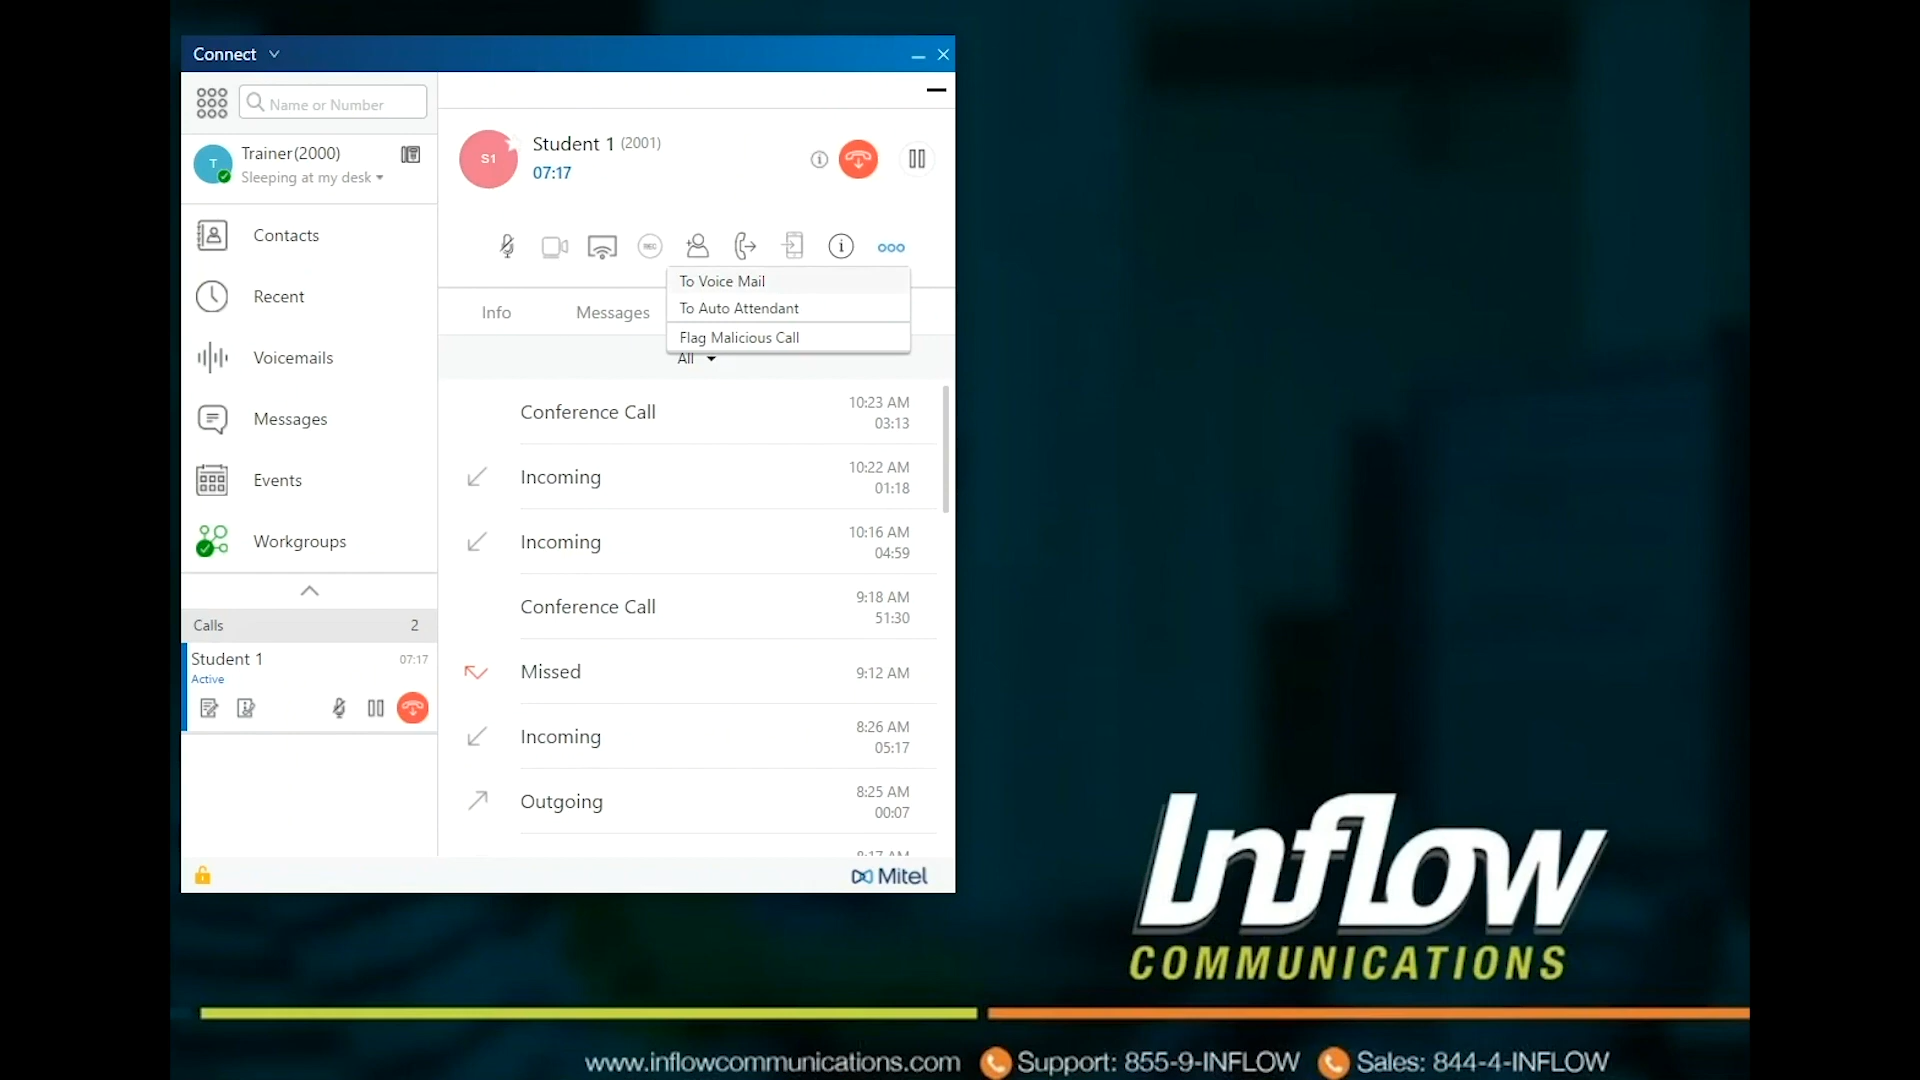 Connect
Name or Number
T
Trainer(2000)
Sleeping at my desk
Contacts
Recent
Voicemails
Messages
Events
Workgroups
Calls 2
Student 1 07:17
Active
S1
Student 1 (2001)
07:17
REC
To Voice Mail
To Auto Attendant
Flag Malicious Call
Info Messages
All
Conference Call 10:23 AM
03:13
Incoming 10:22 AM
01:18
Incoming 10:16 AM
04:59
Conference Call 9:18 AM
51:30
Missed 9:12 AM
Incoming 8:26 AM
05:17
Outgoing 8:25 AM
00:07
8:17 AM
Mitel
Inflow
COMMUNICATIONS
www.inflowcommunications.com Support: 855-9-INFLOW Sales: 844-4-INFLOW